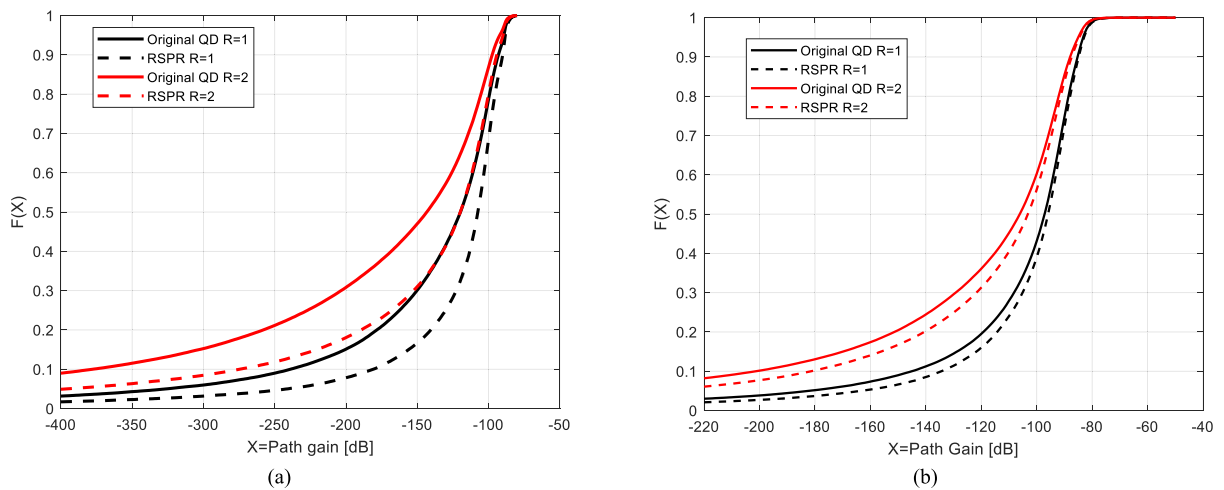 1
0.9
0.8
0.7
0.6
0.5
0.4
0.3
0.2
0.1
0
F(X)
Original QD R=1
RSPR R=1
Original QD R=2
RSPR R=2
-400 -350 -300 -250 -200 -150 -100 -50
X=Path gain [dB]
(a)
1
0.9
0.8
0.7
0.6
0.5
0.4
0.3
0.2
0.1
0
F(X)
Original QD R=1
RSPR R=1
Original QD R=2
RSPR R=2
-220 -200 -180 -160 -140 -120 -100 -80 -60 -40
X=Path Gain [dB]
(b)